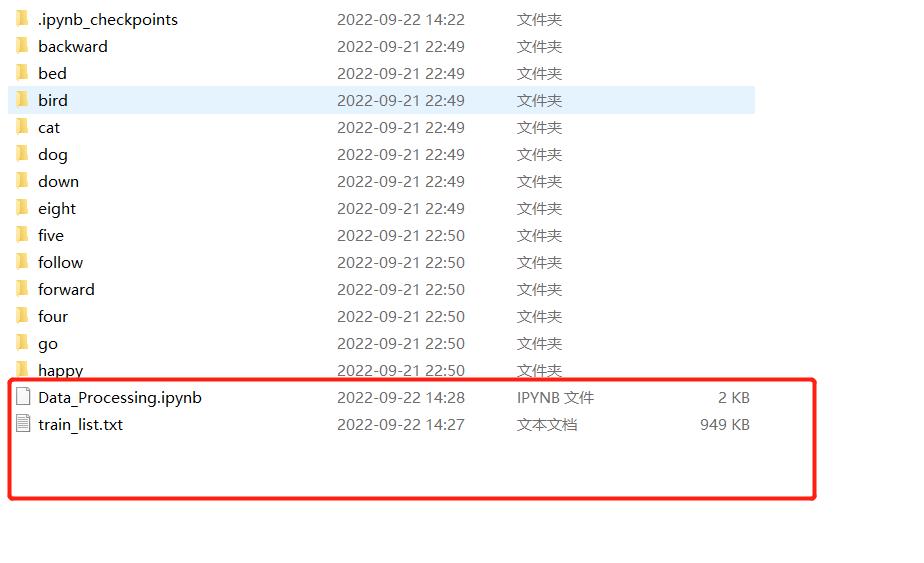 .ipynb_checkpoints 2022-09-22 14:22 文件夹
backward 2022-09-21 22:49 文件夹
bed 2022-09-21 22:49 文件夹
bird 2022-09-21 22:49 文件夹
cat 2022-09-21 22:49 文件夹
dog 2022-09-21 22:49 文件夹
down 2022-09-21 22:49 文件夹
eight 2022-09-21 22:49 文件夹
five 2022-09-21 22:50 文件夹
follow 2022-09-21 22:50 文件夹
forward 2022-09-21 22:50 文件夹
four 2022-09-21 22:50 文件夹
go 2022-09-21 22:50 文件夹
happy 2022-09-21 22:50 文件夹
Data_Processing.ipynb 2022-09-22 14:28 IPYNB 文件 2 KB
train_list.txt 2022-09-22 14:27 文本文档 949 KB